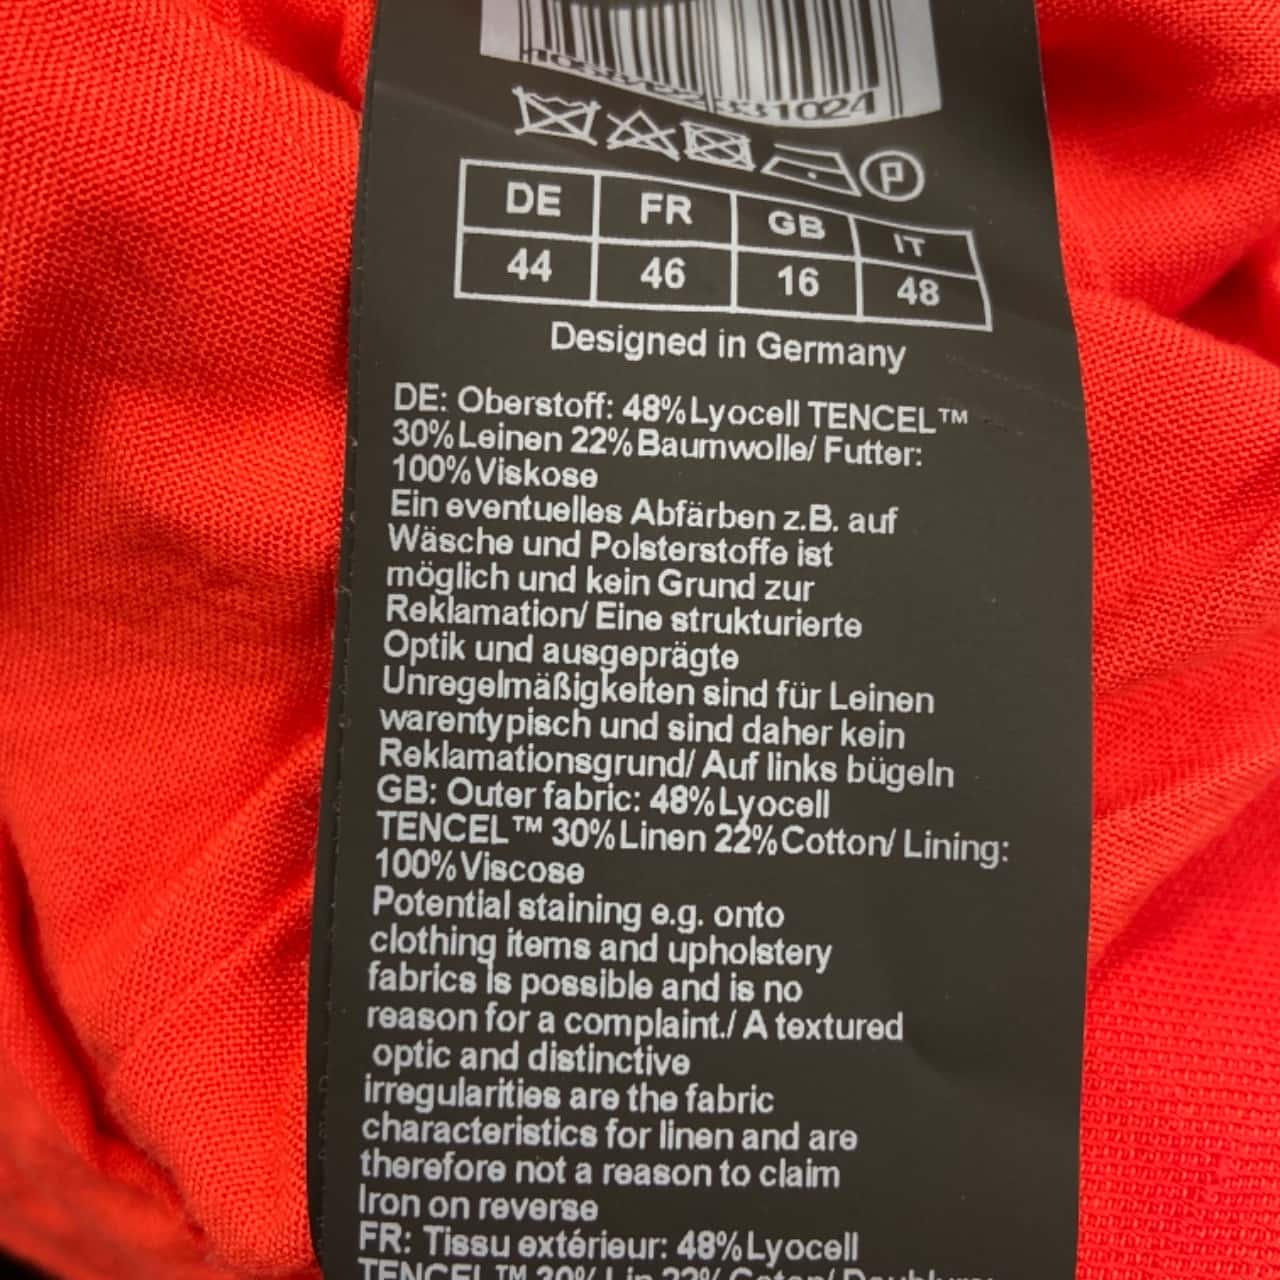 DE FR GB IT
44 46 16 48
Designed in Germany
DE: Oberstoff: 48%Lyocell TENCEL™
30%Leinen 22%Baumwolle/ Futter:
100%Viskose
Ein eventuelles Abfärben z.B. auf
Wäsche und Polsterstoffe ist
möglich und kein Grund zur
Reklamation/ Eine strukturierte
Optik und ausgeprägte
Unregelmäßigkeiten sind für Leinen
warentypisch und sind daher kein
Reklamationsgrund/ Auf links bügeln
GB: Outer fabric: 48%Lyocell
TENCEL™ 30%Linen 22%Cotton/ Lining:
100%Viscose
Potential staining e.g. onto
clothing items and upholstery
fabrics is possible and is no
reason for a complaint./ A textured
optic and distinctive
irregularities are the fabric
characteristics for linen and are
therefore not a reason to claim
Iron on reverse
FR: Tissu extérieur: 48%Lyocell
TENCEL™ 30% Lin 22% Coton/